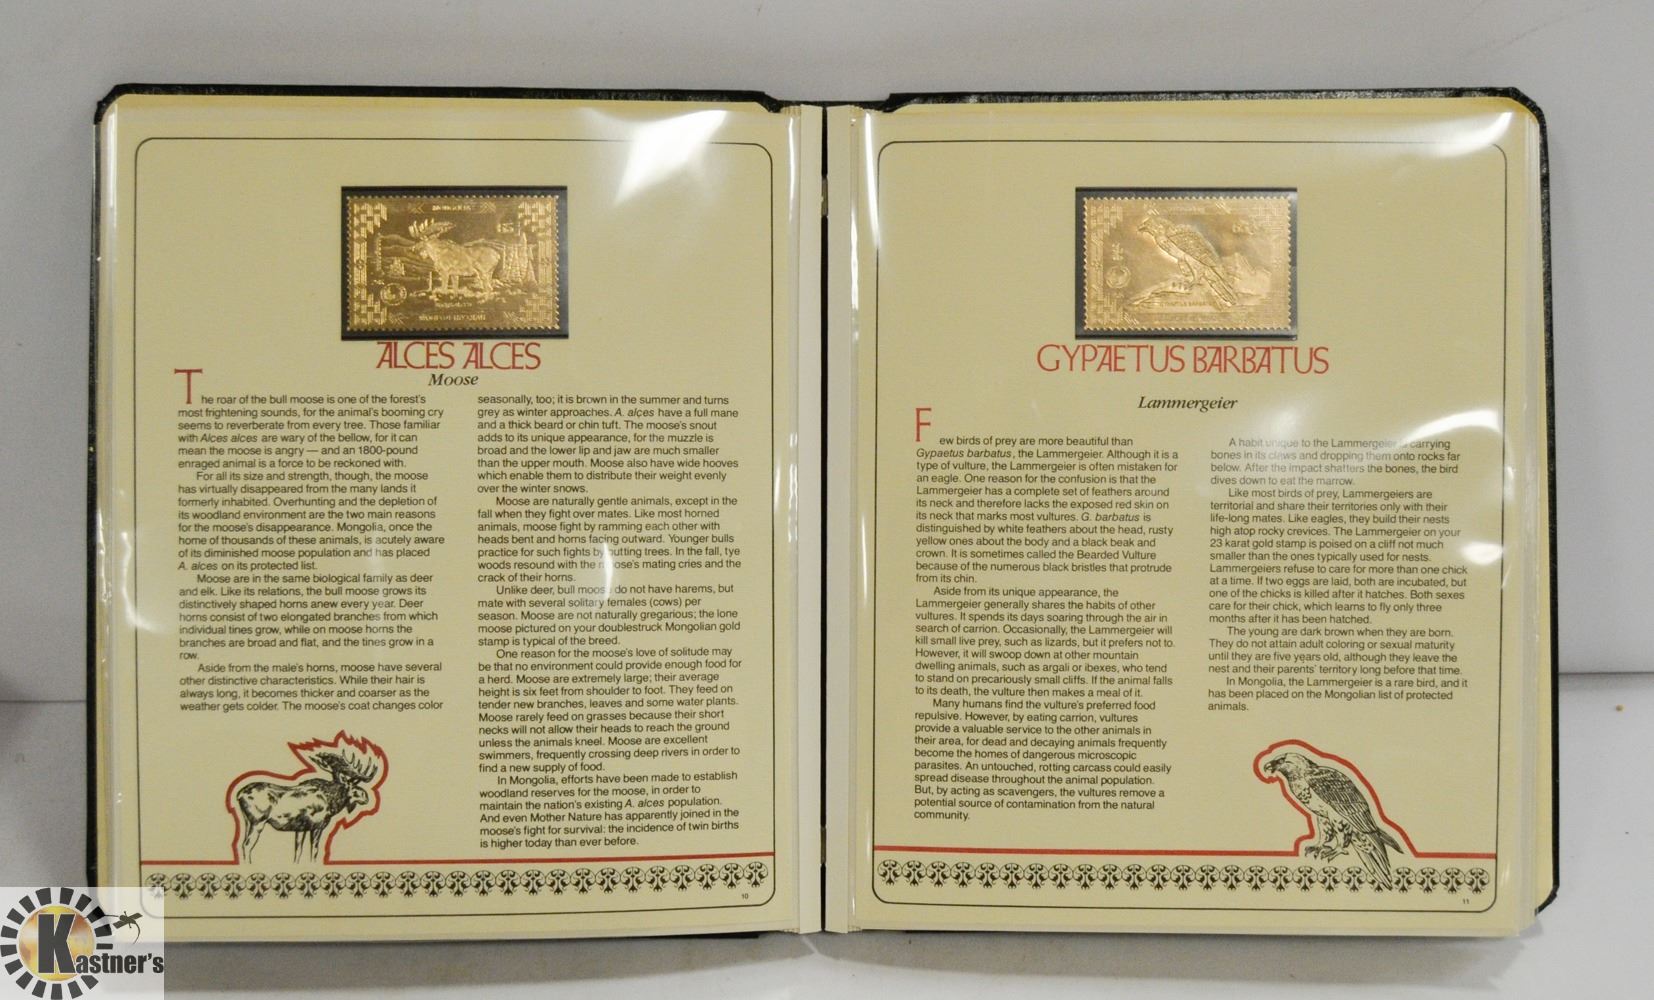 MONGOLIA
ALCES ALCES
Moose
The roar of the bull moose is one of the forest's
most frightening sounds, for the animal's booming cry
seems to reverberate from every tree. Those familiar
with Alces alces are wary of the bellow, for it can
mean the moose is angry — and an 1800-pound
enraged animal is a force to be reckoned with.
For all its size and strength, though, the moose
has virtually disappeared from the many lands it
formerly inhabited. Overhunting and the depletion of
its woodland environment are the two main reasons
for the moose's disappearance. Mongolia, once the
home of thousands of these animals, is acutely aware
of its diminished moose population and has placed
A. alces on its protected list.
Moose are in the same biological family as deer
and elk. Like its relations, the bull moose grows its
distinctively shaped horns anew every year. Deer
horns consist of two elongated branches from which
individual tines grow, while on moose horns the
branches are broad and flat, and the tines grow in a
row.
Aside from the male's horns, moose have several
other distinctive characteristics. While their hair is
always long, it becomes thicker and coarser as the
weather gets colder. The moose's coat changes color
seasonally, too; it is brown in the summer and turns
grey as winter approaches. A. alces have a full mane
and a thick beard or chin tuft. The moose's snout
adds to its unique appearance, for the muzzle is
broad and the lower lip and jaw are much smaller
than the upper mouth. Moose also have wide hooves
which enable them to distribute their weight evenly
over the winter snows.
Moose are naturally gentle animals, except in the
fall when they fight over mates. Like most horned
animals, moose fight by ramming each other with
heads bent and horns facing outward. Younger bulls
practice for such fights by butting trees. In the fall, tye
woods resound with the moose's mating cries and the
crack of their horns.
Unlike deer, bull moose do not have harems, but
mate with several solitary females (cows) per
season. Moose are not naturally gregarious; the lone
moose pictured on your doublestruck Mongolian gold
stamp is typical of the breed.
One reason for the moose's love of solitude may
be that no environment could provide enough food for
a herd. Moose are extremely large; their average
height is six feet from shoulder to foot. They feed on
tender new branches, leaves and some water plants.
Moose rarely feed on grasses because their short
necks will not allow their heads to reach the ground
unless the animals kneel. Moose are excellent
swimmers, frequently crossing deep rivers in order to
find a new supply of food.
In Mongolia, efforts have been made to establish
woodland reserves for the moose, in order to
maintain the nation's existing A. alces population.
And even Mother Nature has apparently joined in the
moose's fight for survival: the incidence of twin births
is higher today than ever before.
10
GYPAETUS BARBATUS
GYPAETUS BARBATUS
Lammergeier
Few birds of prey are more beautiful than
Gypaetus barbatus, the Lammergeier. Although it is a
type of vulture, the Lammergeier is often mistaken for
an eagle. One reason for the confusion is that the
Lammergeier has a complete set of feathers around
its neck and therefore lacks the exposed red skin on
its neck that marks most vultures. G. barbatus is
distinguished by white feathers about the head, rusty
yellow ones about the body and a black beak and
crown. It is sometimes called the Bearded Vulture
because of the numerous black bristles that protrude
from its chin.
Aside from its unique appearance, the
Lammergeier generally shares the habits of other
vultures. It spends its days soaring through the air in
search of carrion. Occasionally, the Lammergeier will
kill small live prey, such as lizards, but it prefers not to.
However, it will swoop down at other mountain
dwelling animals, such as argali or ibexes, who tend
to stand on precariously small cliffs. If the animal falls
to its death, the vulture then makes a meal of it.
Many humans find the vulture's preferred food
repulsive. However, by eating carrion, vultures
provide a valuable service to the other animals in
their area, for dead and decaying animals frequently
become the homes of dangerous microscopic
parasites. An untouched, rotting carcass could easily
spread disease throughout the animal population.
But, by acting as scavengers, the vultures remove a
potential source of contamination from the natural
community.
A habit unique to the Lammergeier is carrying
bones in its claws and dropping them onto rocks far
below. After the impact shatters the bones, the bird
dives down to eat the marrow.
Like most birds of prey, Lammergeiers are
territorial and share their territories only with their
life-long mates. Like eagles, they build their nests
high atop rocky crevices. The Lammergeier on your
23 karat gold stamp is poised on a cliff not much
smaller than the ones typically used for nests.
Lammergeiers refuse to care for more than one chick
at a time. If two eggs are laid, both are incubated, but
one of the chicks is killed after it hatches. Both sexes
care for their chick, which learns to fly only three
months after it has been hatched.
The young are dark brown when they are born.
They do not attain adult coloring or sexual maturity
until they are five years old, although they leave the
nest and their parents' territory long before that time.
In Mongolia, the Lammergeier is a rare bird, and it
has been placed on the Mongolian list of protected
animals.
11
Kastner's